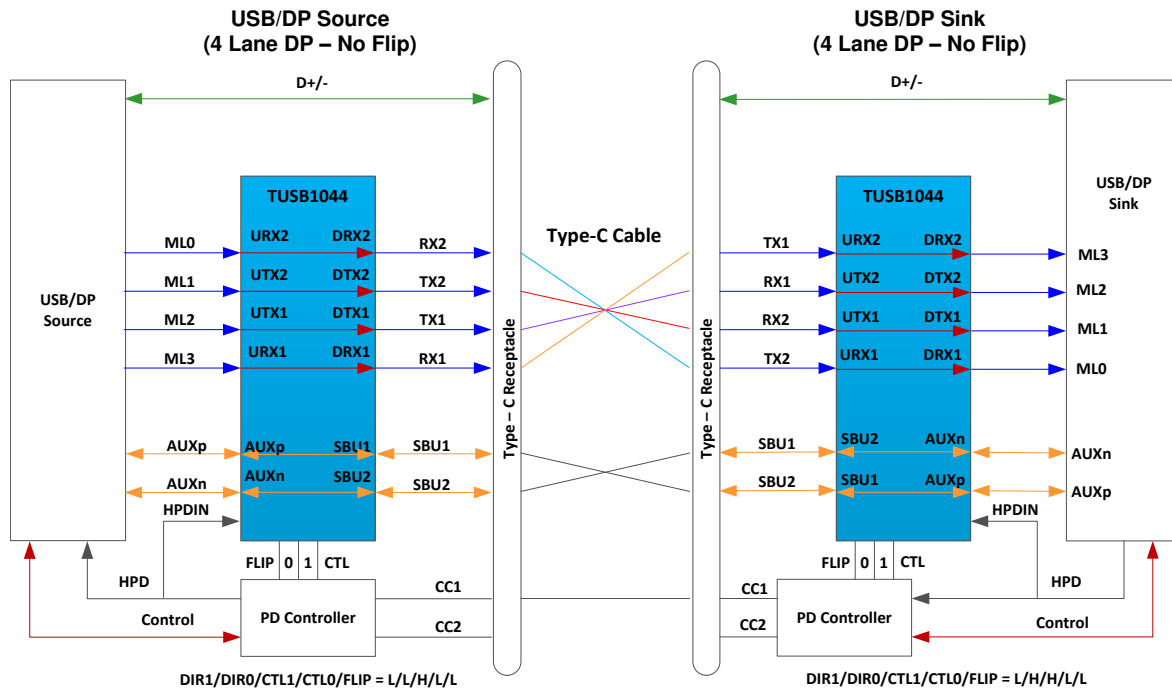 USB/DP Source
(4 Lane DP – No Flip)
USB/DP Sink
(4 Lane DP – No Flip)
D+/-
D+/-
TUSB1044
TUSB1044
USB/DP
Source
USB/DP
Sink
Type-C Cable
Type – C Receptacle
Type – C Receptacle
ML0
URX2
DRX2
RX2
TX1
URX2
DRX2
ML3
ML1
UTX2
DTX2
TX2
RX1
UTX2
DTX2
ML2
ML2
UTX1
DTX1
TX1
RX2
UTX1
DTX1
ML1
ML3
URX1
DRX1
RX1
TX2
URX1
DRX1
ML0
AUXp
AUXp
SBU1
SBU1
SBU1
SBU2
AUXn
AUXn
AUXn
AUXn
SBU2
SBU2
SBU2
SBU1
AUXp
AUXp
HPDIN
HPDIN
FLIP 0 1 CTL
FLIP 0 1 CTL
HPD
HPD
CC1
CC1
Control
Control
PD Controller
PD Controller
CC2
CC2
DIR1/DIR0/CTL1/CTL0/FLIP = L/L/H/L/L
DIR1/DIR0/CTL1/CTL0/FLIP = L/H/H/L/L